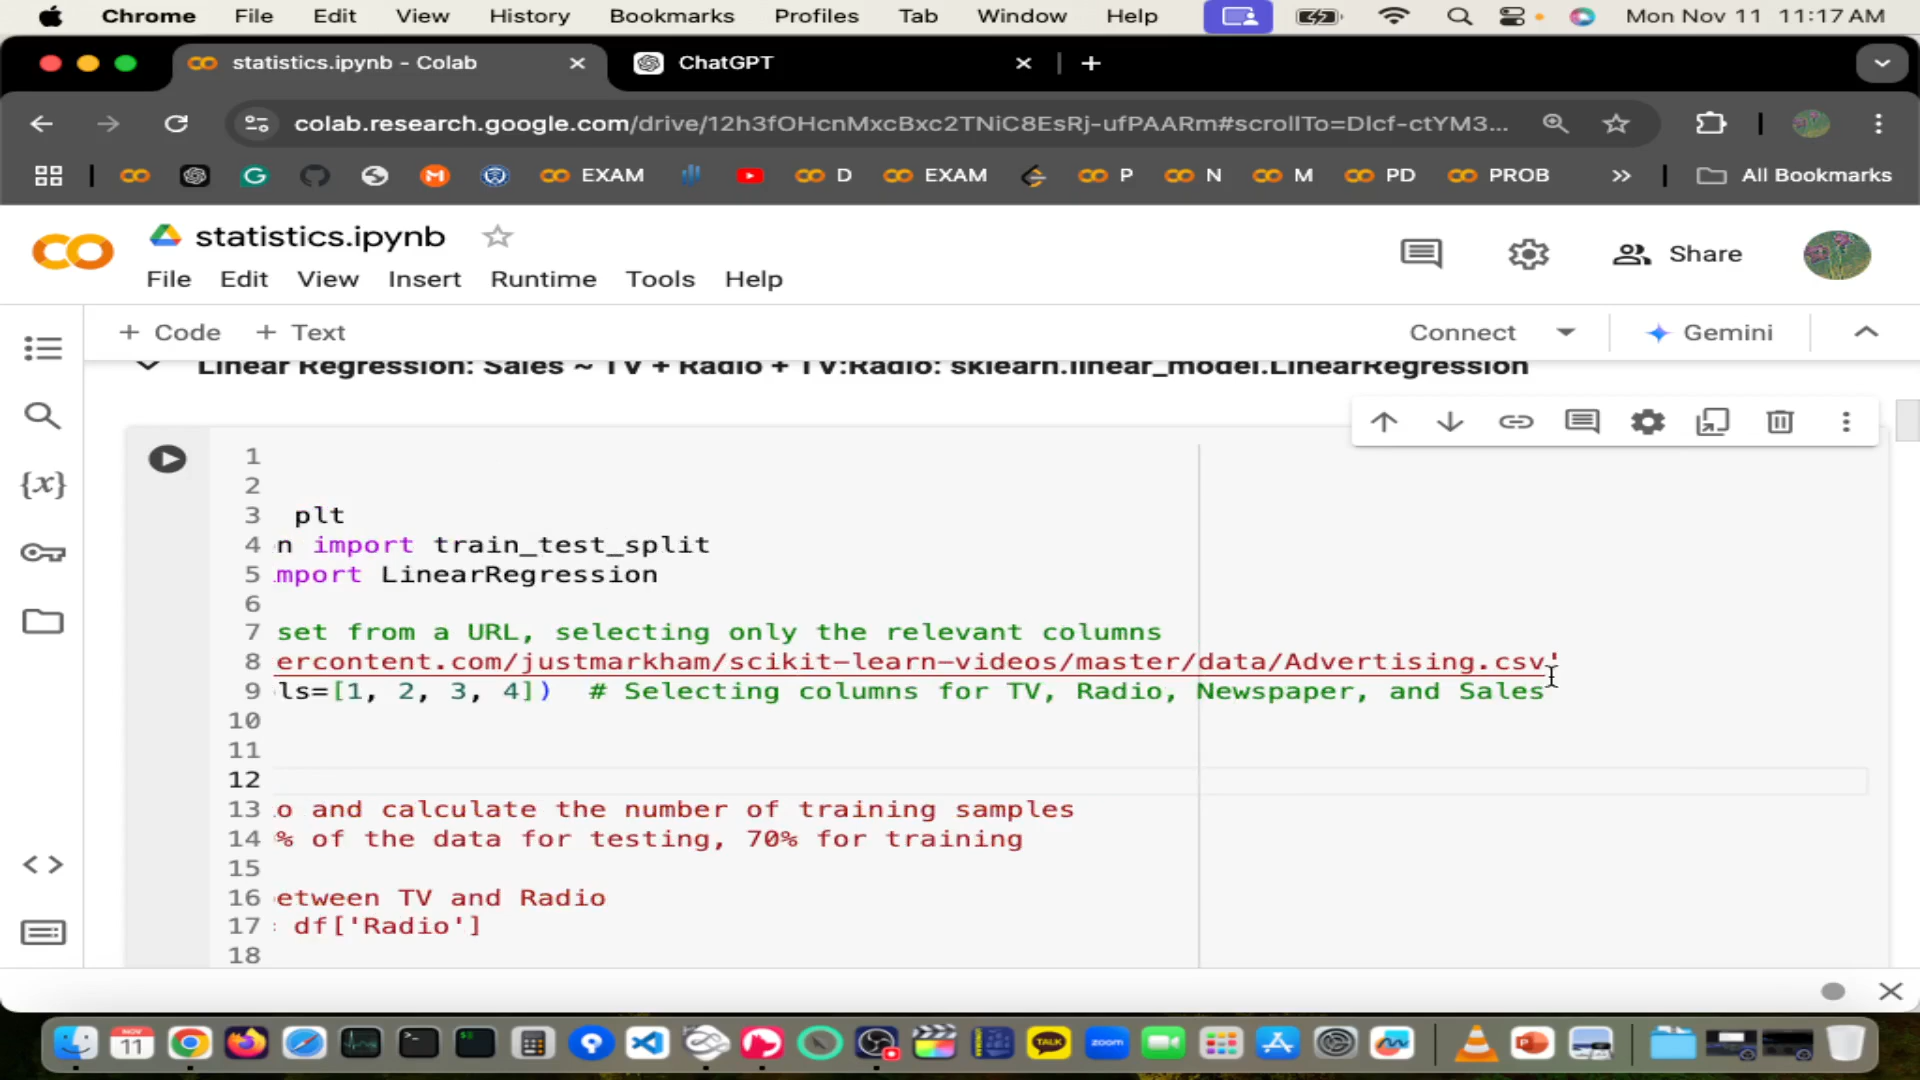 Chrome File Edit View History Bookmarks Profiles Tab Window Help Mon Nov 11 11:17 AM
statistics.ipynb - Colab ChatGPT
colab.research.google.com/drive/12h3fOHcnMxcBxc2TNiC8EsRj-ufPAARm#scrollTo=DIcf-ctYM3...
EXAM D EXAM P N M PD PROB » All Bookmarks
statistics.ipynb
Share
File Edit View Insert Runtime Tools Help
+ Code + Text Connect Gemini
Linear Regression: Sales ~ TV + Radio + TV:Radio: sklearn.linear_model.LinearRegression
1
2
3 plt
4 n import train_test_split
5 mport LinearRegression
6
7 set from a URL, selecting only the relevant columns
8 ercontent.com/justmarkham/scikit-learn-videos/master/data/Advertising.csv'
9 ls=[1, 2, 3, 4]) # Selecting columns for TV, Radio, Newspaper, and Sales
10
11
12
13 o and calculate the number of training samples
14 % of the data for testing, 70% for training
15
16 etween TV and Radio
17 df['Radio']
18
{x}
NOV
11
TALK
zoom